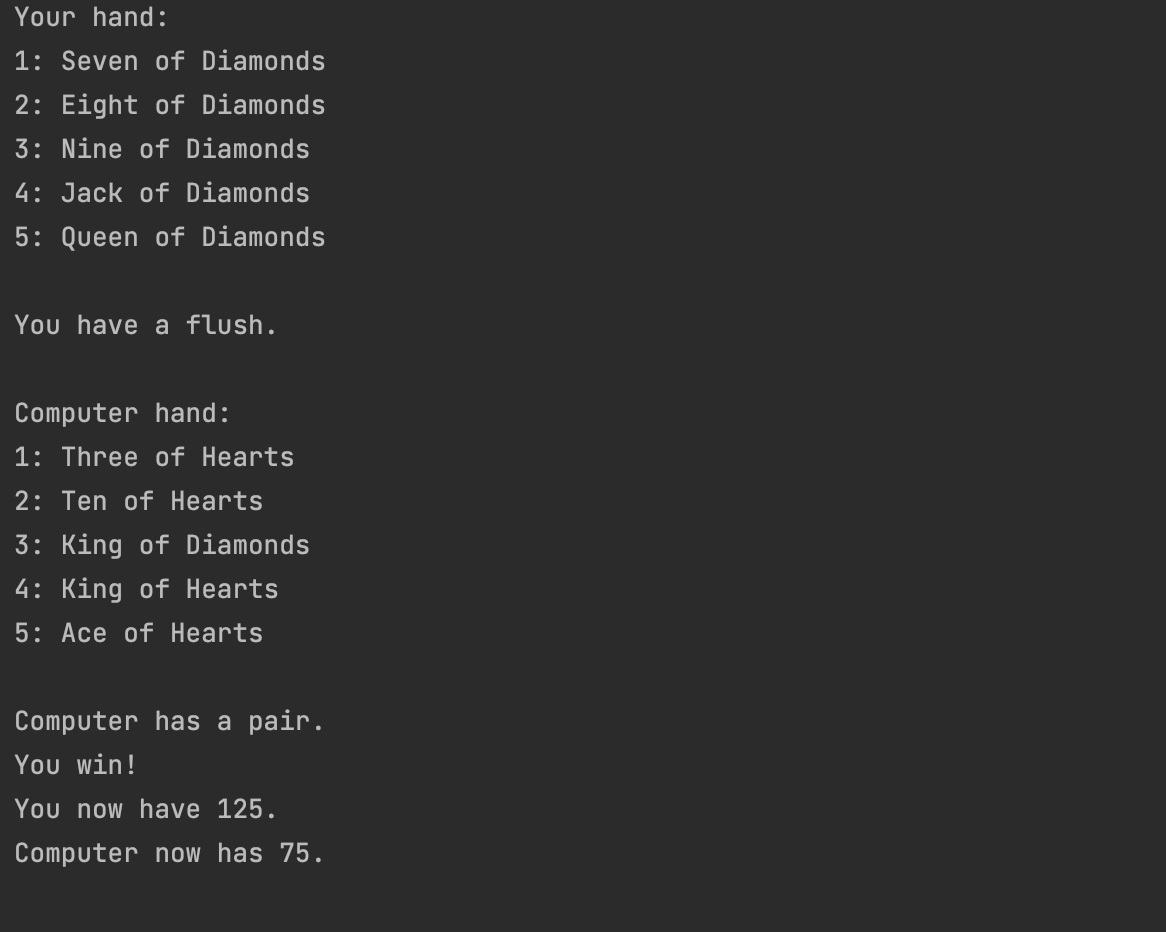 Your hand:
1: Seven of Diamonds
2: Eight of Diamonds
3: Nine of Diamonds
4: Jack of Diamonds
5: Queen of Diamonds
You have a flush.
Computer hand:
1: Three of Hearts
2: Ten of Hearts
3: King of Diamonds
4: King of Hearts
5: Ace of Hearts
Computer has a pair.
You win!
You now have 125.
Computer now has 75.